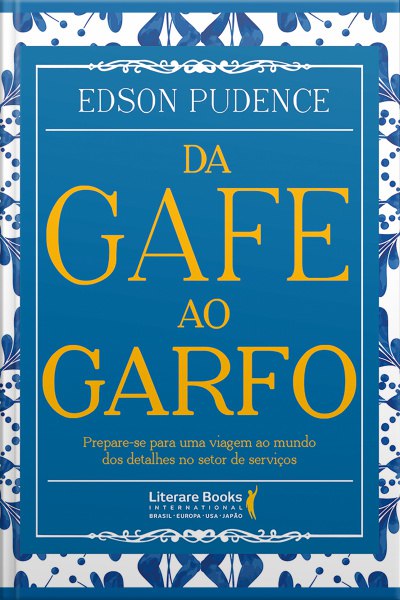 EDSON PUDENCE
DA
GAFE
AO
GARFO
Prepare-se para uma viagem ao mundo
dos detalhes no setor de serviços
Literare Books
INTERNATIONAL
BRASIL · EUROPA · USA · JAPÃO